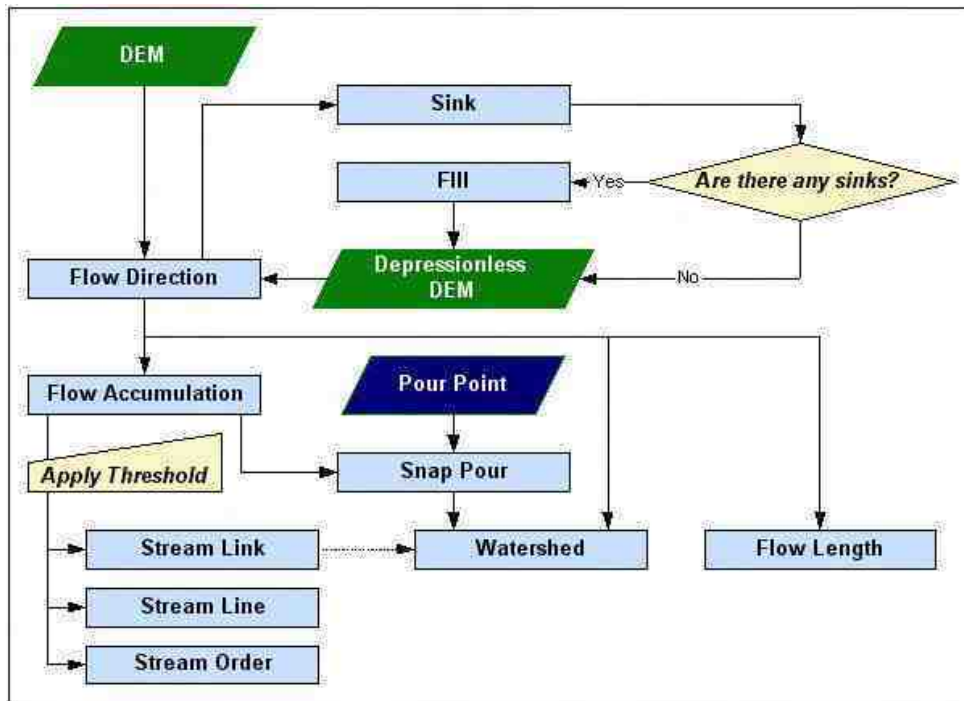 DEM
Sink
FIll
Yes
Are there any sinks?
Flow Direction
Depressionless
DEM
No
Flow Accumulation
Pour Point
Apply Threshold
Snap Pour
Stream Link
Watershed
Flow Length
Stream Line
Stream Order